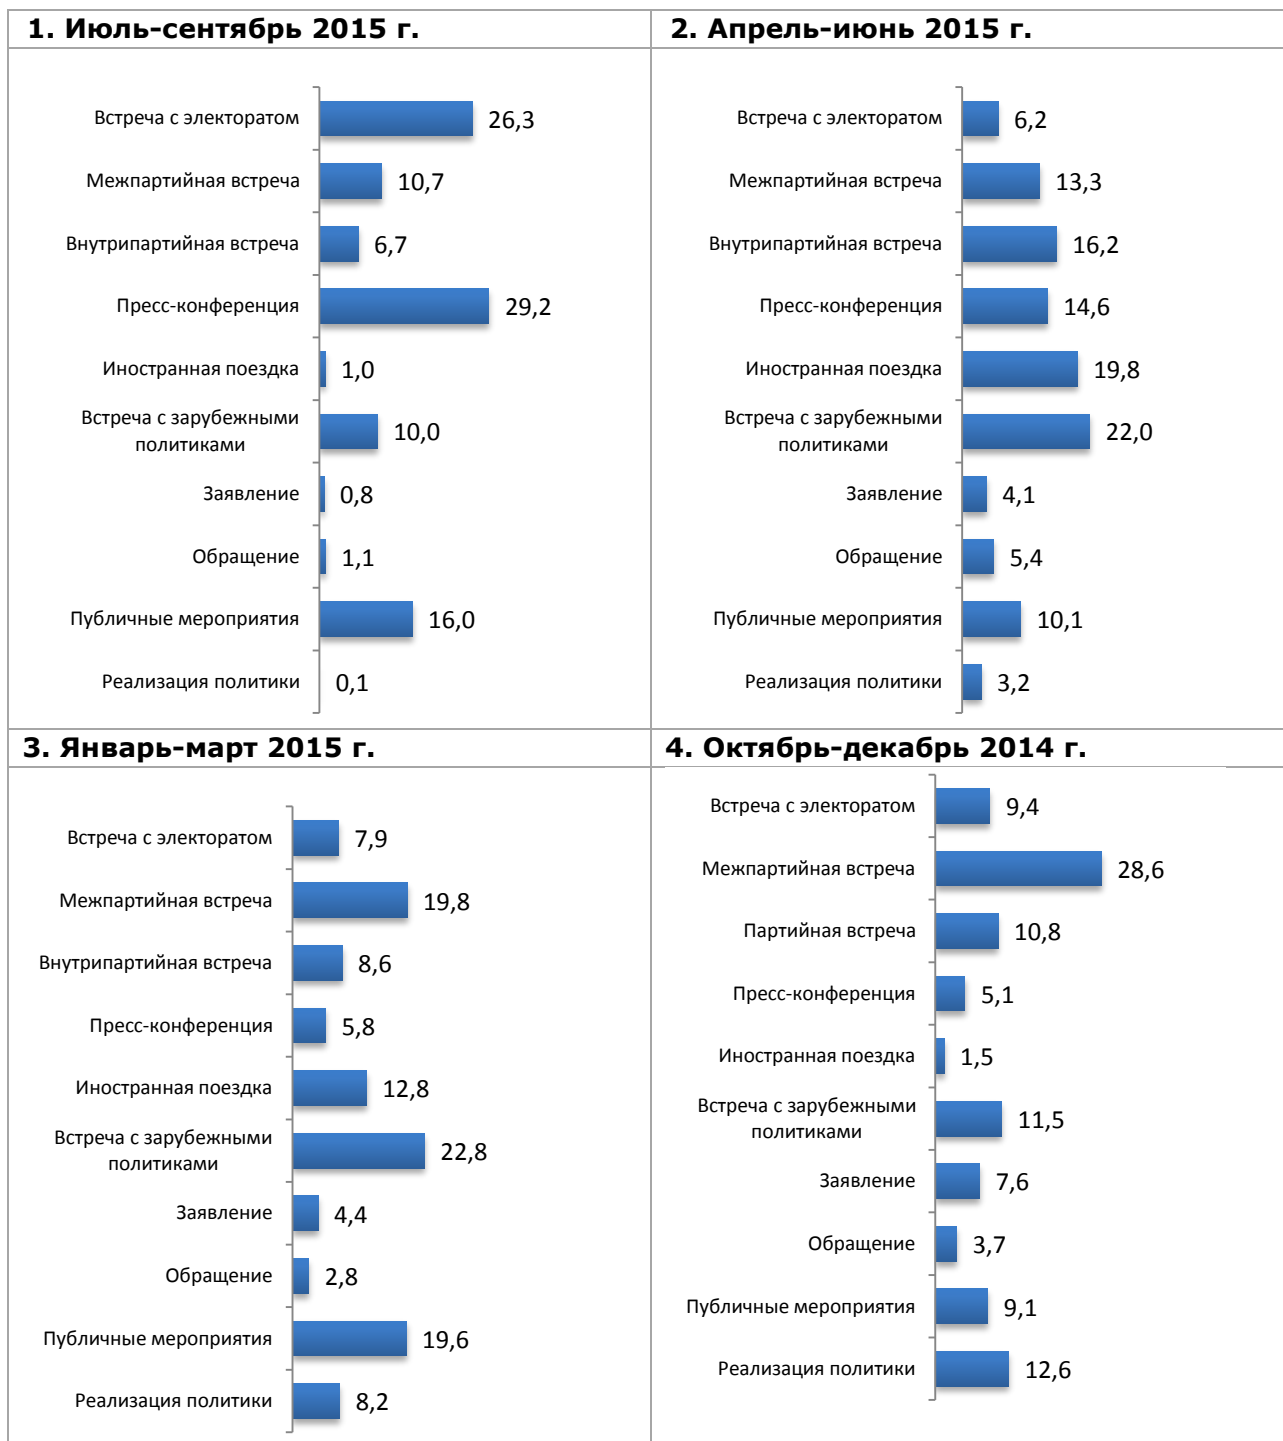 1. Июль-сентябрь 2015 г.
Встреча с электоратом 26,3
Межпартийная встреча 10,7
Внутрипартийная встреча 6,7
Пресс-конференция 29,2
Иностранная поездка 1,0
Встреча с зарубежными
политиками 10,0
Заявление 0,8
Обращение 1,1
Публичные мероприятия 16,0
Реализация политики 0,1
2. Апрель-июнь 2015 г.
Встреча с электоратом 6,2
Межпартийная встреча 13,3
Внутрипартийная встреча 16,2
Пресс-конференция 14,6
Иностранная поездка 19,8
Встреча с зарубежными
политиками 22,0
Заявление 4,1
Обращение 5,4
Публичные мероприятия 10,1
Реализация политики 3,2
3. Январь-март 2015 г.
Встреча с электоратом 7,9
Межпартийная встреча 19,8
Внутрипартийная встреча 8,6
Пресс-конференция 5,8
Иностранная поездка 12,8
Встреча с зарубежными
политиками 22,8
Заявление 4,4
Обращение 2,8
Публичные мероприятия 19,6
Реализация политики 8,2
4. Октябрь-декабрь 2014 г.
Встреча с электоратом 9,4
Межпартийная встреча 28,6
Партийная встреча 10,8
Пресс-конференция 5,1
Иностранная поездка 1,5
Встреча с зарубежными
политиками 11,5
Заявление 7,6
Обращение 3,7
Публичные мероприятия 9,1
Реализация политики 12,6